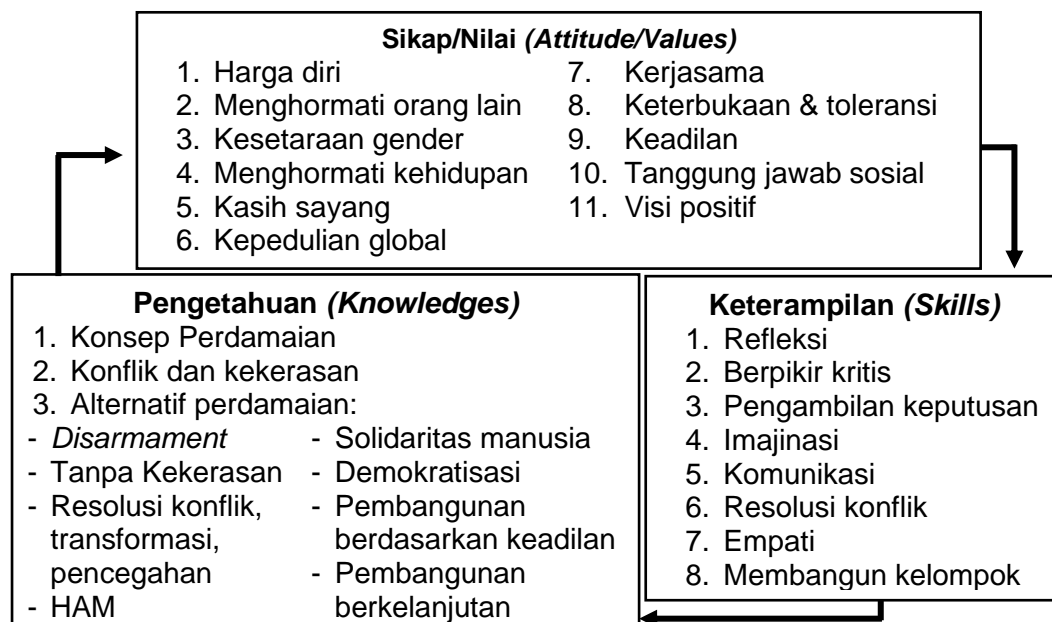 Sikap/Nilai (Attitude/Values)
1. Harga diri
2. Menghormati orang lain
3. Kesetaraan gender
4. Menghormati kehidupan
5. Kasih sayang
6. Kepedulian global
7. Kerjasama
8. Keterbukaan & toleransi
9. Keadilan
10. Tanggung jawab sosial
11. Visi positif
Pengetahuan (Knowledges)
1. Konsep Perdamaian
2. Konflik dan kekerasan
3. Alternatif perdamaian:
- Disarmament
- Tanpa Kekerasan
- Resolusi konflik,
transformasi,
pencegahan
- HAM
- Solidaritas manusia
- Demokratisasi
- Pembangunan
berdasarkan keadilan
- Pembangunan
berkelanjutan
Keterampilan (Skills)
1. Refleksi
2. Berpikir kritis
3. Pengambilan keputusan
4. Imajinasi
5. Komunikasi
6. Resolusi konflik
7. Empati
8. Membangun kelompok